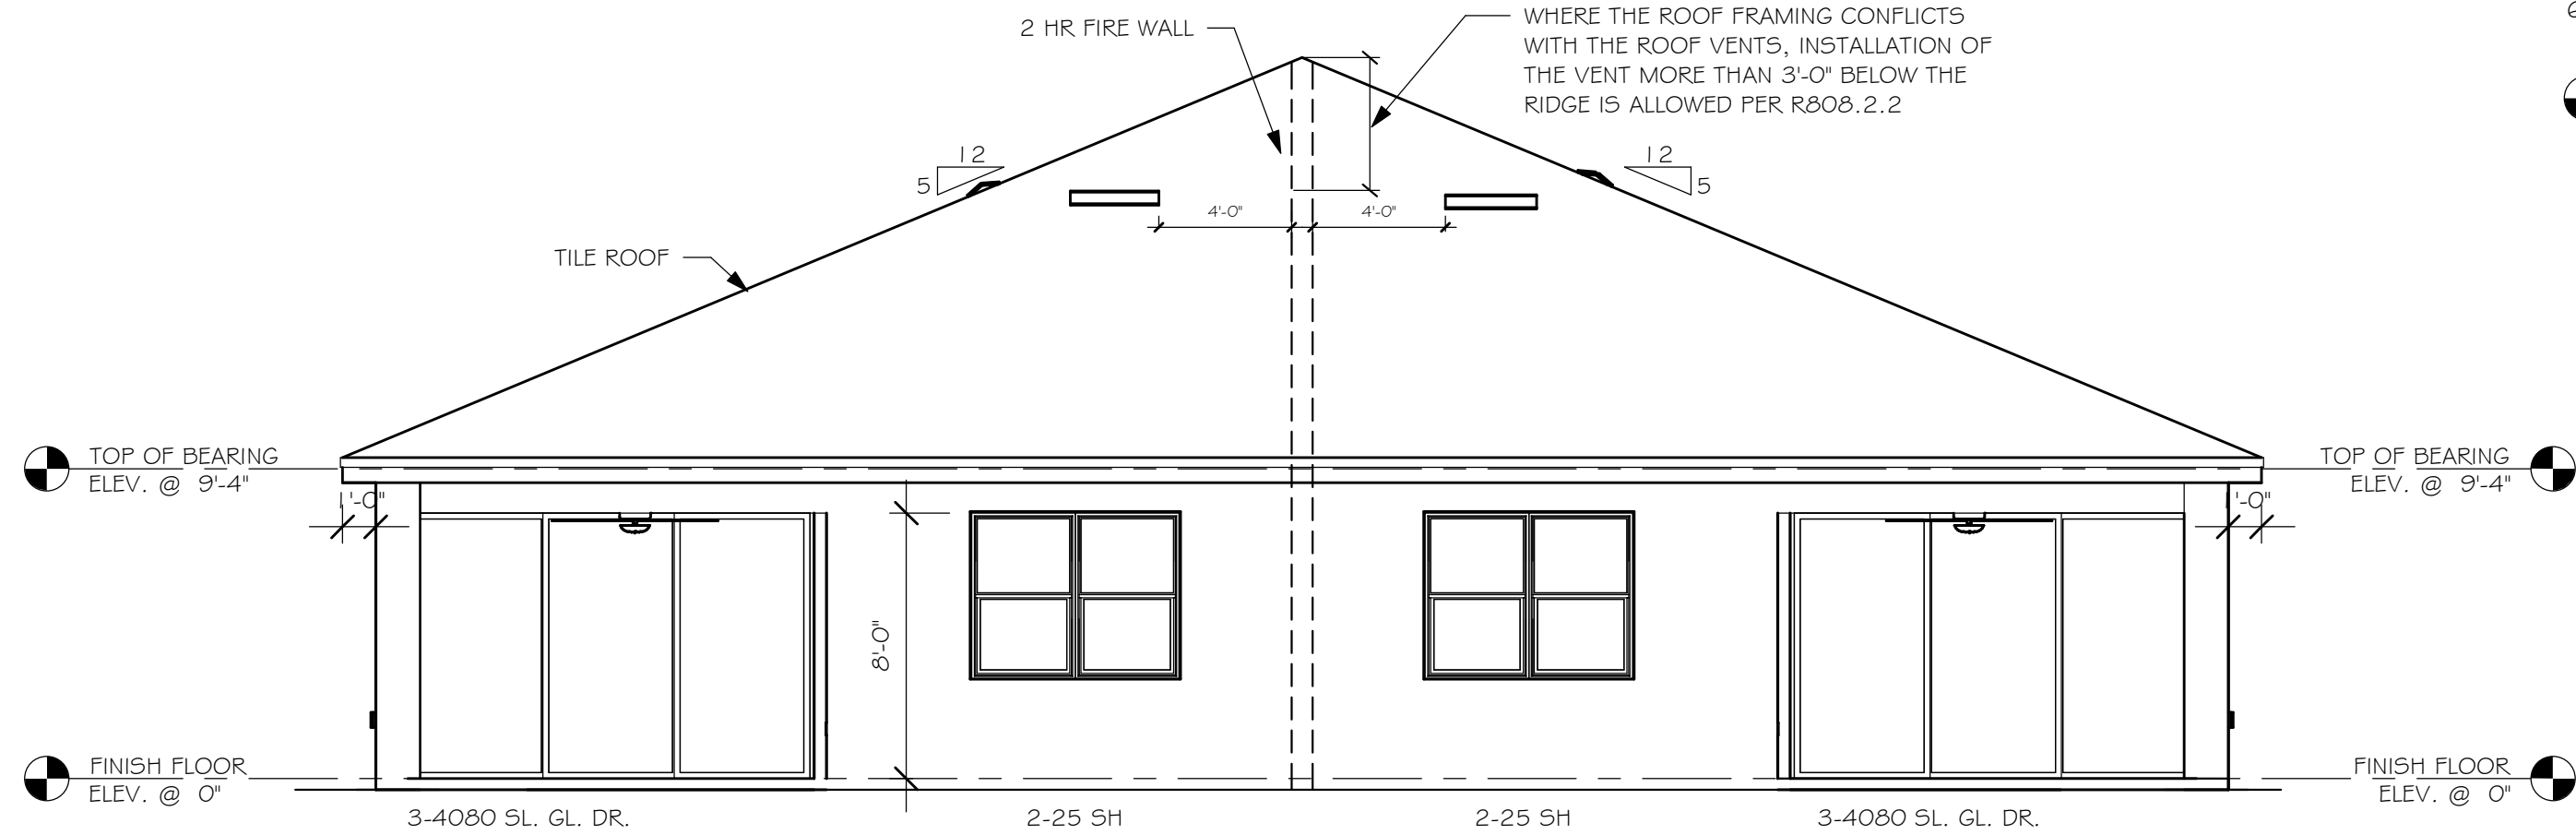 2 HR FIRE WALL
WHERE THE ROOF FRAMING CONFLICTS
WITH THE ROOF VENTS, INSTALLATION OF
THE VENT MORE THAN 3'-0" BELOW THE
RIDGE IS ALLOWED PER R808.2.2
12
5
12
5
4'-0"
4'-0"
TILE ROOF
TOP OF BEARING
ELEV. @ 9'-4"
TOP OF BEARING
ELEV. @ 9'-4"
1'-0"
'-0"
8'-0"
FINISH FLOOR
ELEV. @ 0"
FINISH FLOOR
ELEV. @ 0"
3-4080 SL. GL. DR.
2-25 SH
2-25 SH
3-4080 SL. GL. DR.